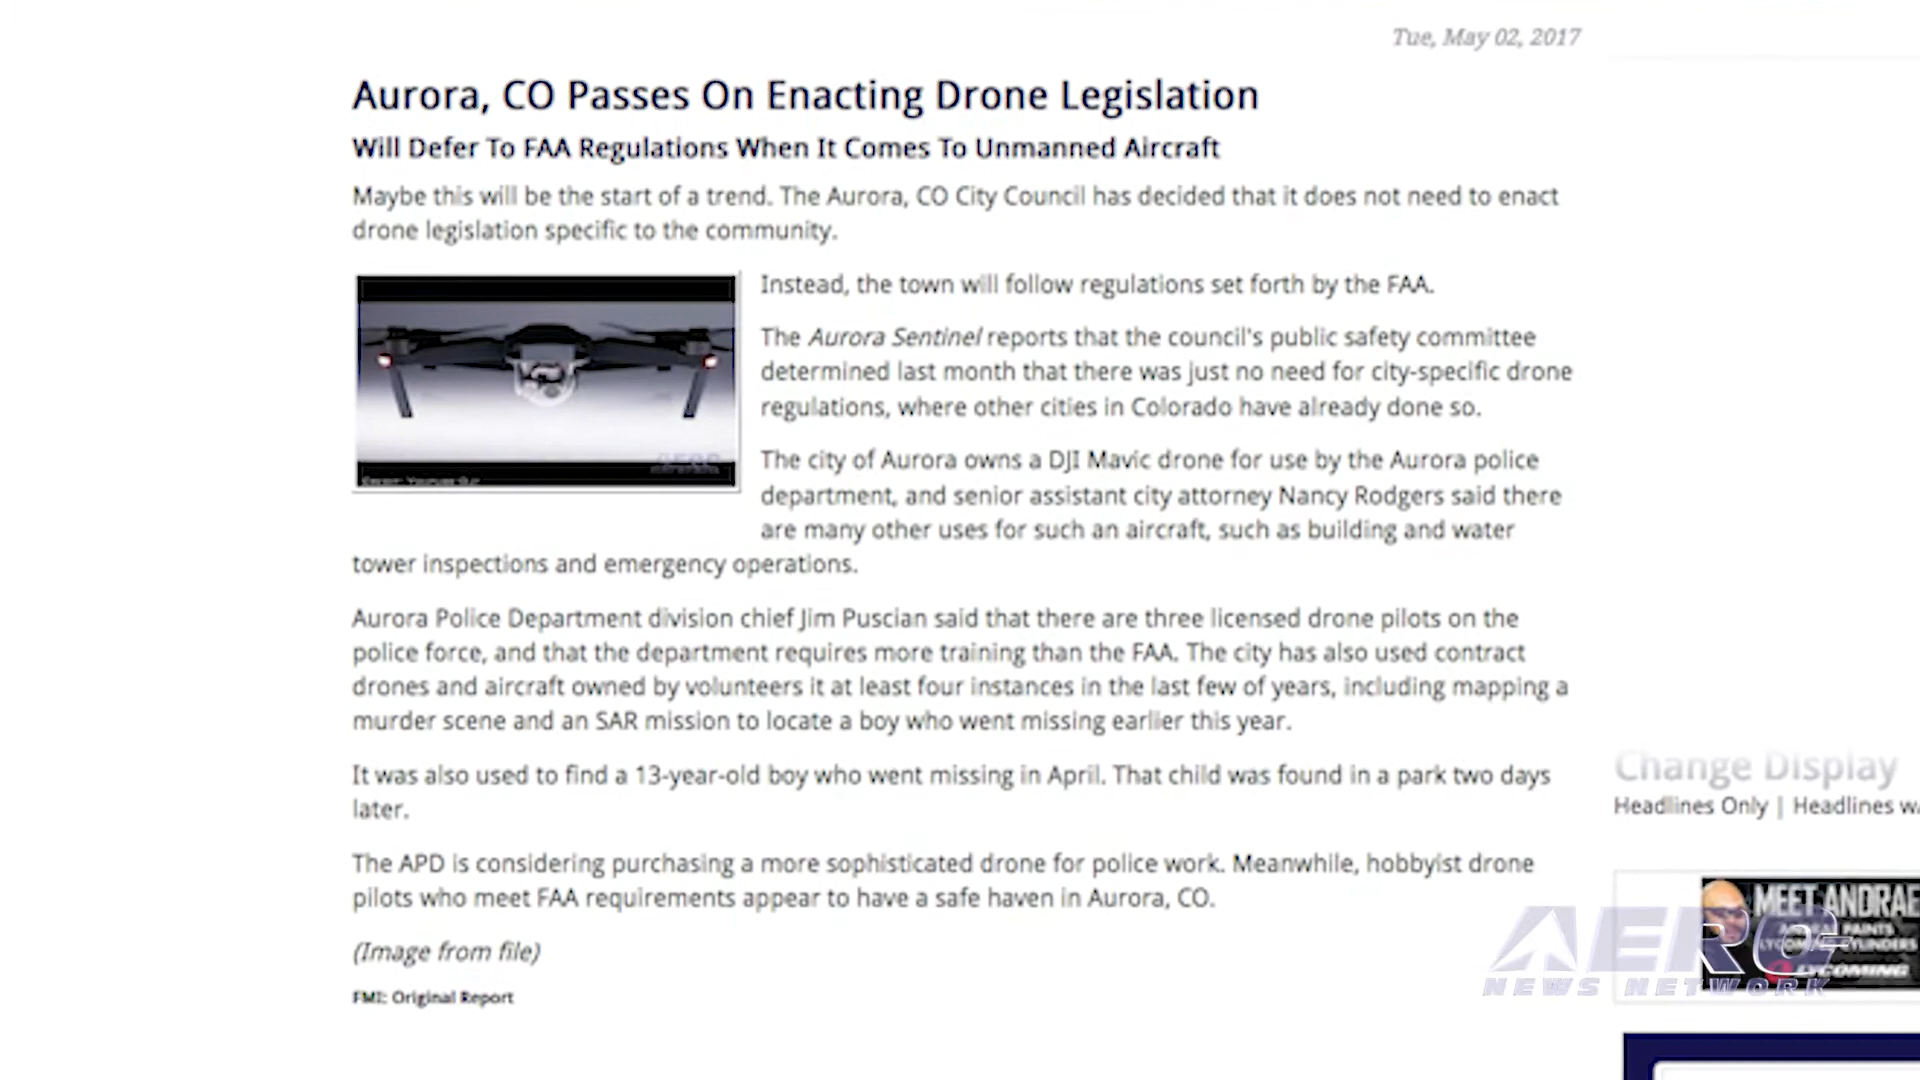 Tue, May 02, 2017
Aurora, CO Passes On Enacting Drone Legislation
Will Defer To FAA Regulations When It Comes To Unmanned Aircraft
Maybe this will be the start of a trend. The Aurora, CO City Council has decided that it does not need to enact
drone legislation specific to the community.
Instead, the town will follow regulations set forth by the FAA.
The Aurora Sentinel reports that the council's public safety committee
determined last month that there was just no need for city-specific drone
regulations, where other cities in Colorado have already done so.
The city of Aurora owns a DJI Mavic drone for use by the Aurora police
department, and senior assistant city attorney Nancy Rodgers said there
are many other uses for such an aircraft, such as building and water
tower inspections and emergency operations.
Aurora Police Department division chief Jim Puscian said that there are three licensed drone pilots on the
police force, and that the department requires more training than the FAA. The city has also used contract
drones and aircraft owned by volunteers it at least four instances in the last few of years, including mapping a
murder scene and an SAR mission to locate a boy who went missing earlier this year.
It was also used to find a 13-year-old boy who went missing in April. That child was found in a park two days
later.
The APD is considering purchasing a more sophisticated drone for police work. Meanwhile, hobbyist drone
pilots who meet FAA requirements appear to have a safe haven in Aurora, CO.
(Image from file)
FMI: Original Report
Change Display
Headlines Only | Headlines w/
MEET ANDRAE
PAINTS
CYLINDERS
LYCOMING
AERO
NEWS NETWORK